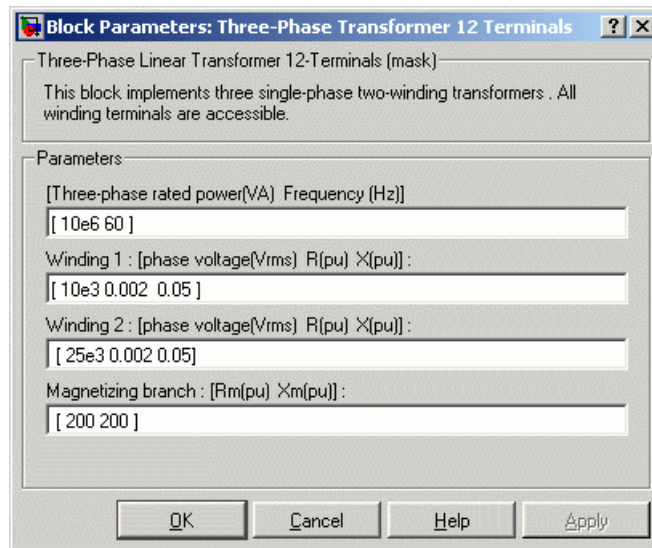 Block Parameters: Three-Phase Transformer 12 Terminals
Three-Phase Linear Transformer 12-Terminals (mask)
This block implements three single-phase two-winding transformers . All
winding terminals are accessible.
Parameters
[Three-phase rated power(VA) Frequency (Hz)]
[ 10e6 60 ]
Winding 1 : [phase voltage(Vrms) R(pu) X(pu)] :
[ 10e3 0.002 0.05 ]
Winding 2 : [phase voltage(Vrms) R(pu) X(pu)] :
[ 25e3 0.002 0.05]
Magnetizing branch : [Rm(pu) Xm(pu)] :
[ 200 200 ]
OK Cancel Help Apply